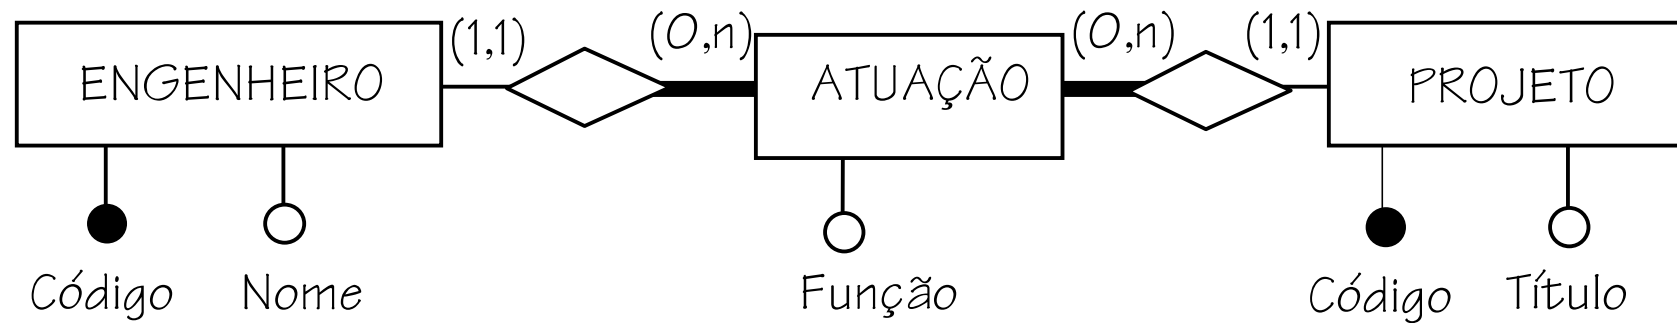 (1,1) (0,n) (0,n) (1,1)
ENGENHEIRO ATUAÇÃO PROJETO
Código Nome Função Código Título